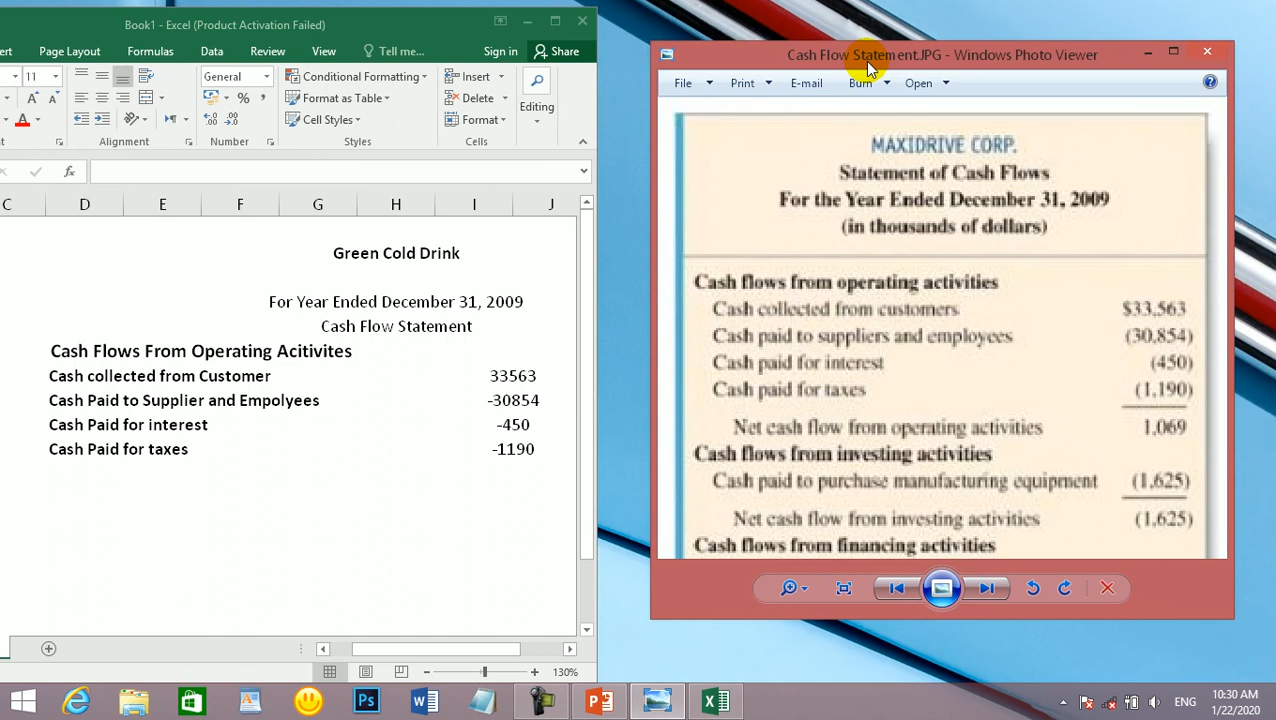 Book1 - Excel (Product Activation Failed)
ert Page Layout Formulas Data Review View Tell me... Sign in Share
11 General Conditional Formatting Insert
Format as Table Delete Editing
Cell Styles Format
Alignment Number Styles Cells
fx
C D E F G H I J
Green Cold Drink
For Year Ended December 31, 2009
Cash Flow Statement
Cash Flows From Operating Acitivites
Cash collected from Customer 33563
Cash Paid to Supplier and Empolyees -30854
Cash Paid for interest -450
Cash Paid for taxes -1190
130%
Cash Flow Statement.JPG - Windows Photo Viewer
File Print E-mail Burn Open
MAXIDRIVE CORP.
Statement of Cash Flows
For the Year Ended December 31, 2009
(in thousands of dollars)
Cash flows from operating activities
Cash collected from customers $33,563
Cash paid to suppliers and employees (30,854)
Cash paid for interest (450)
Cash paid for taxes (1,190)
Net cash flow from operating activities 1,069
Cash flows from investing activities
Cash paid to purchase manufacturing equipment (1,625)
Net cash flow from investing activities (1,625)
Cash flows from financing activities
Ps
ENG
10:30 AM
1/22/2020